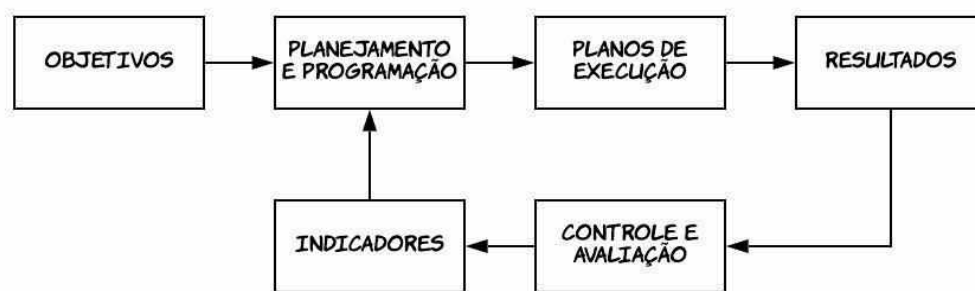 OBJETIVOS
PLANEJAMENTO
E PROGRAMAÇÃO
PLANOS DE
EXECUÇÃO
RESULTADOS
INDICADORES
CONTROLE E
AVALIAÇÃO